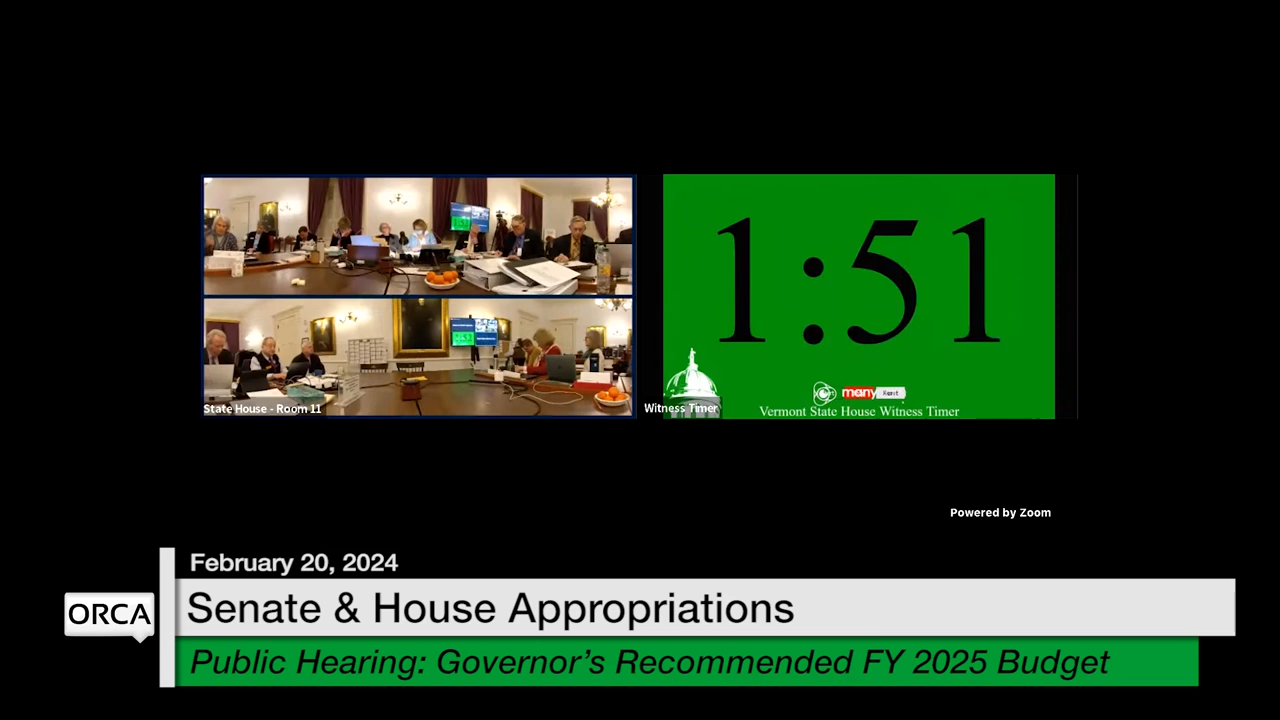 1:51
many
Vermont State House Witness Timer
State House - Room 11
Witness Timer
Powered by Zoom
February 20, 2024
ORCA
Senate & House Appropriations
Public Hearing: Governor's Recommended FY 2025 Budget